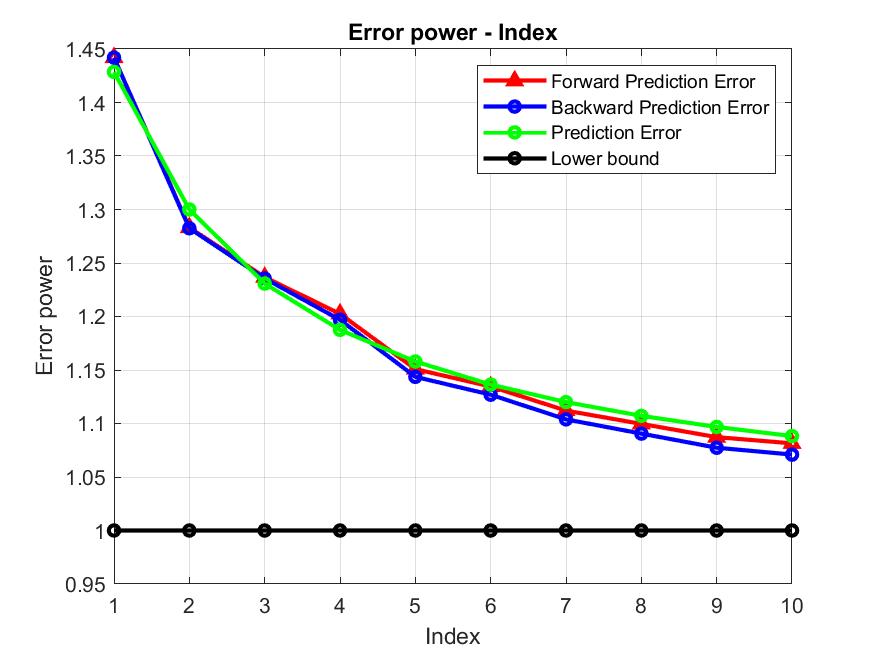 Error power - Index
1.45
1.4
1.35
1.3
1.25
1.2
1.15
1.1
1.05
1
0.95
Error power
Forward Prediction Error
Backward Prediction Error
Prediction Error
Lower bound
1 2 3 4 5 6 7 8 9 10
Index